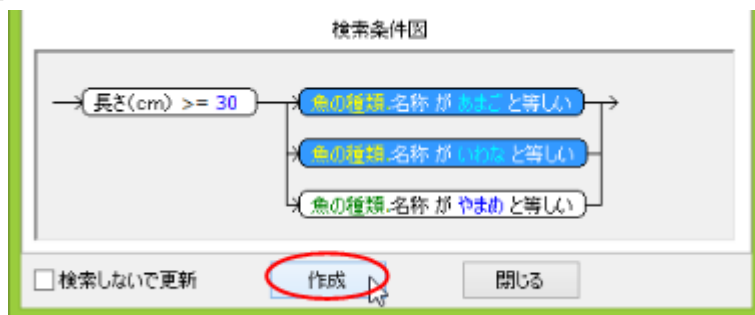 検索条件図
長さ(cm) >= 30
魚の種類.名称 が あまご と等しい
魚の種類.名称 が いわな と等しい
魚の種類.名称 が やまめ と等しい
検索しないで更新
作成
閉じる